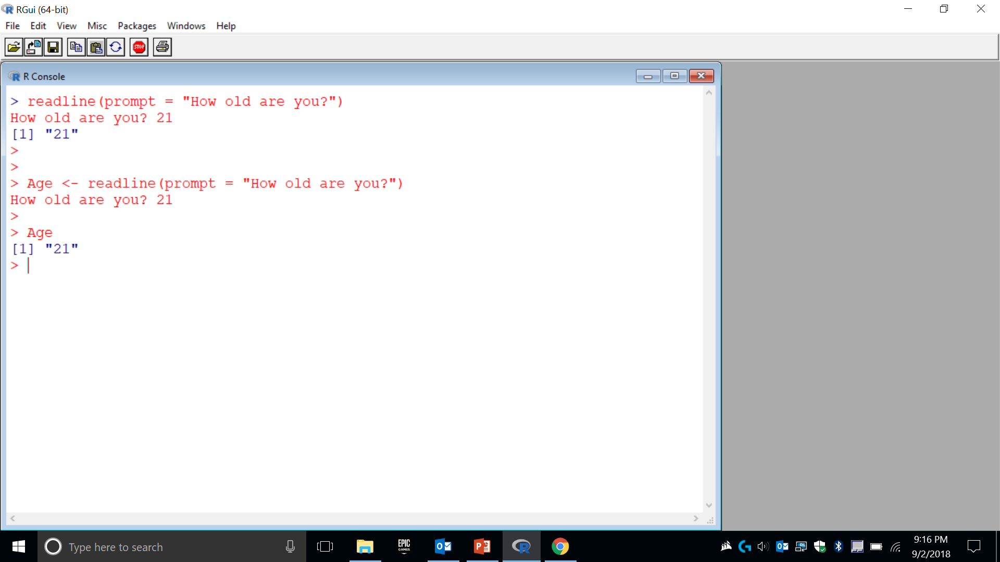 RGui (64-bit)
File Edit View Misc Packages Windows Help
STOP
R Console
> readline(prompt = "How old are you?")
How old are you? 21
[1] "21"
>
>
> Age <- readline(prompt = "How old are you?")
How old are you? 21
>
> Age
[1] "21"
>
Type here to search
EPIC
GAMES
9:16 PM
9/2/2018